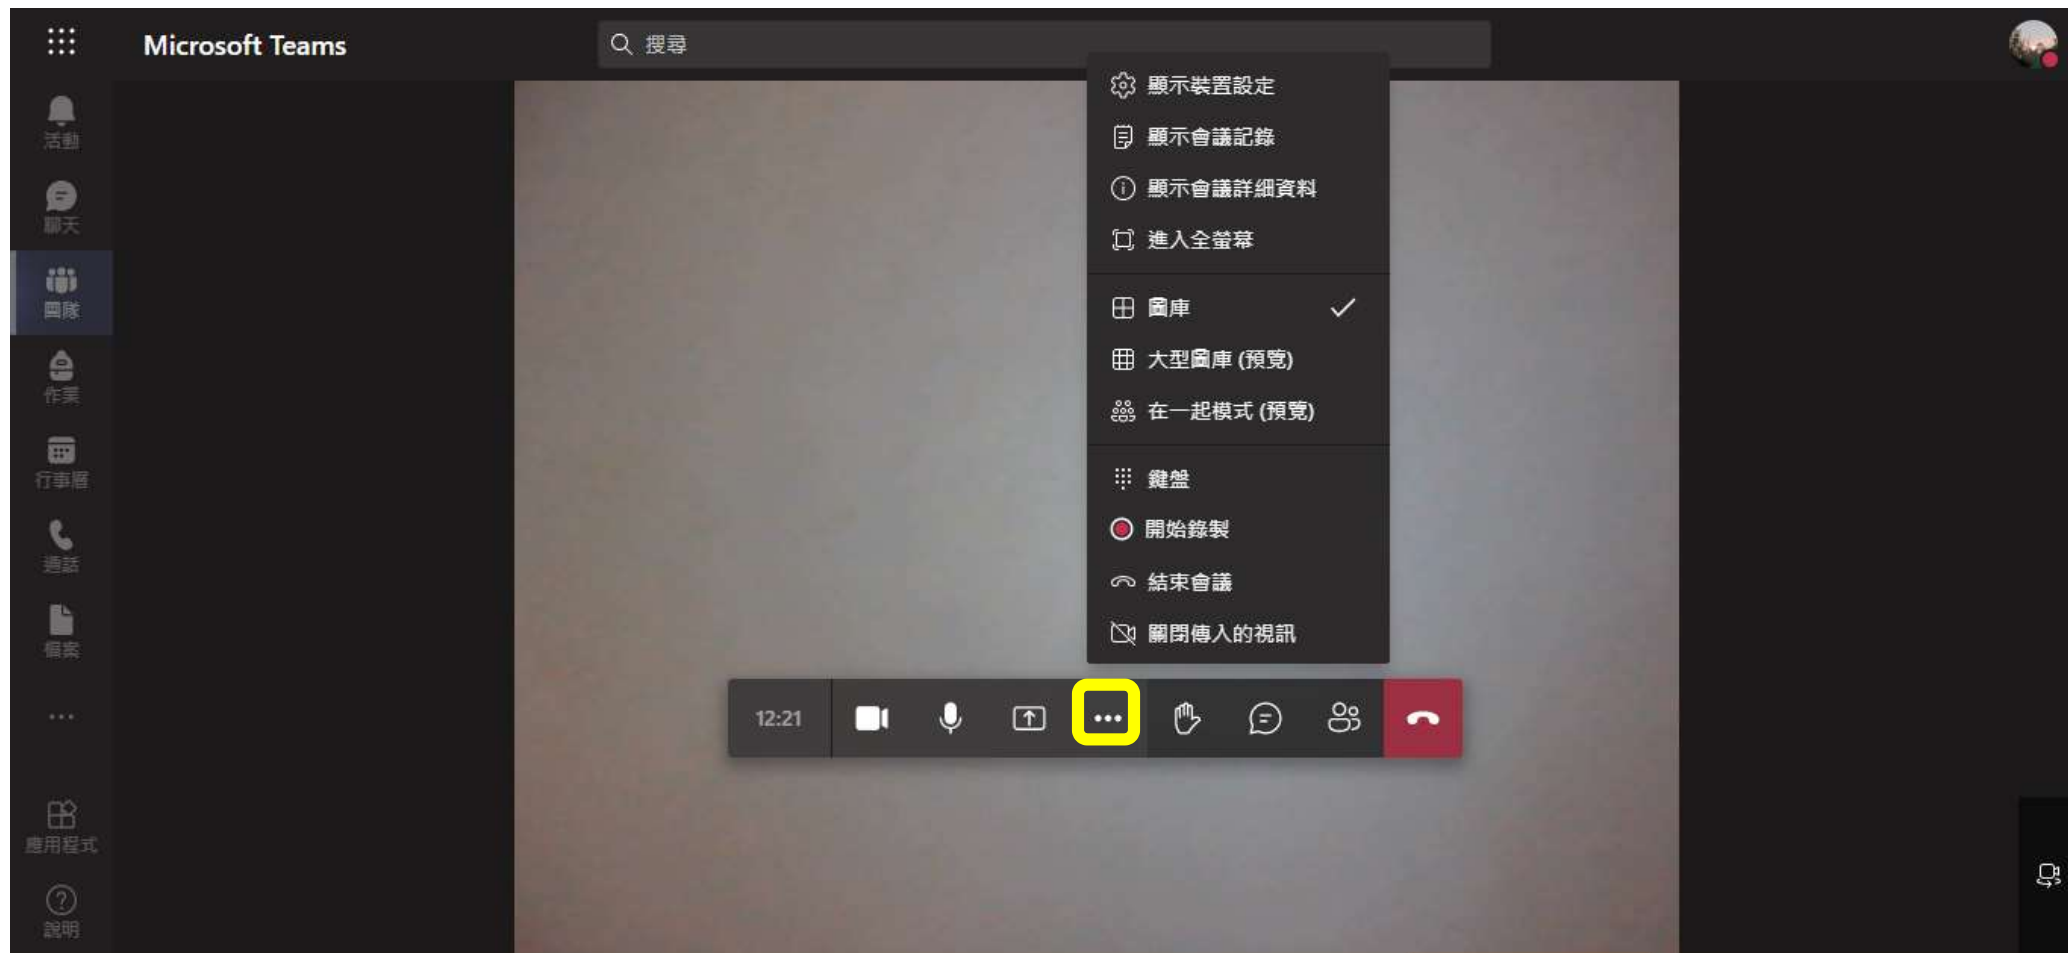 Microsoft Teams
搜尋
活動
聊天
團隊
作業
行事曆
通話
檔案
應用程式
說明
顯示裝置設定
顯示會議記錄
顯示會議詳細資料
進入全螢幕
圖庫
大型圖庫 (預覽)
在一起模式 (預覽)
鍵盤
開始錄製
結束會議
關閉傳入的視訊
12:21